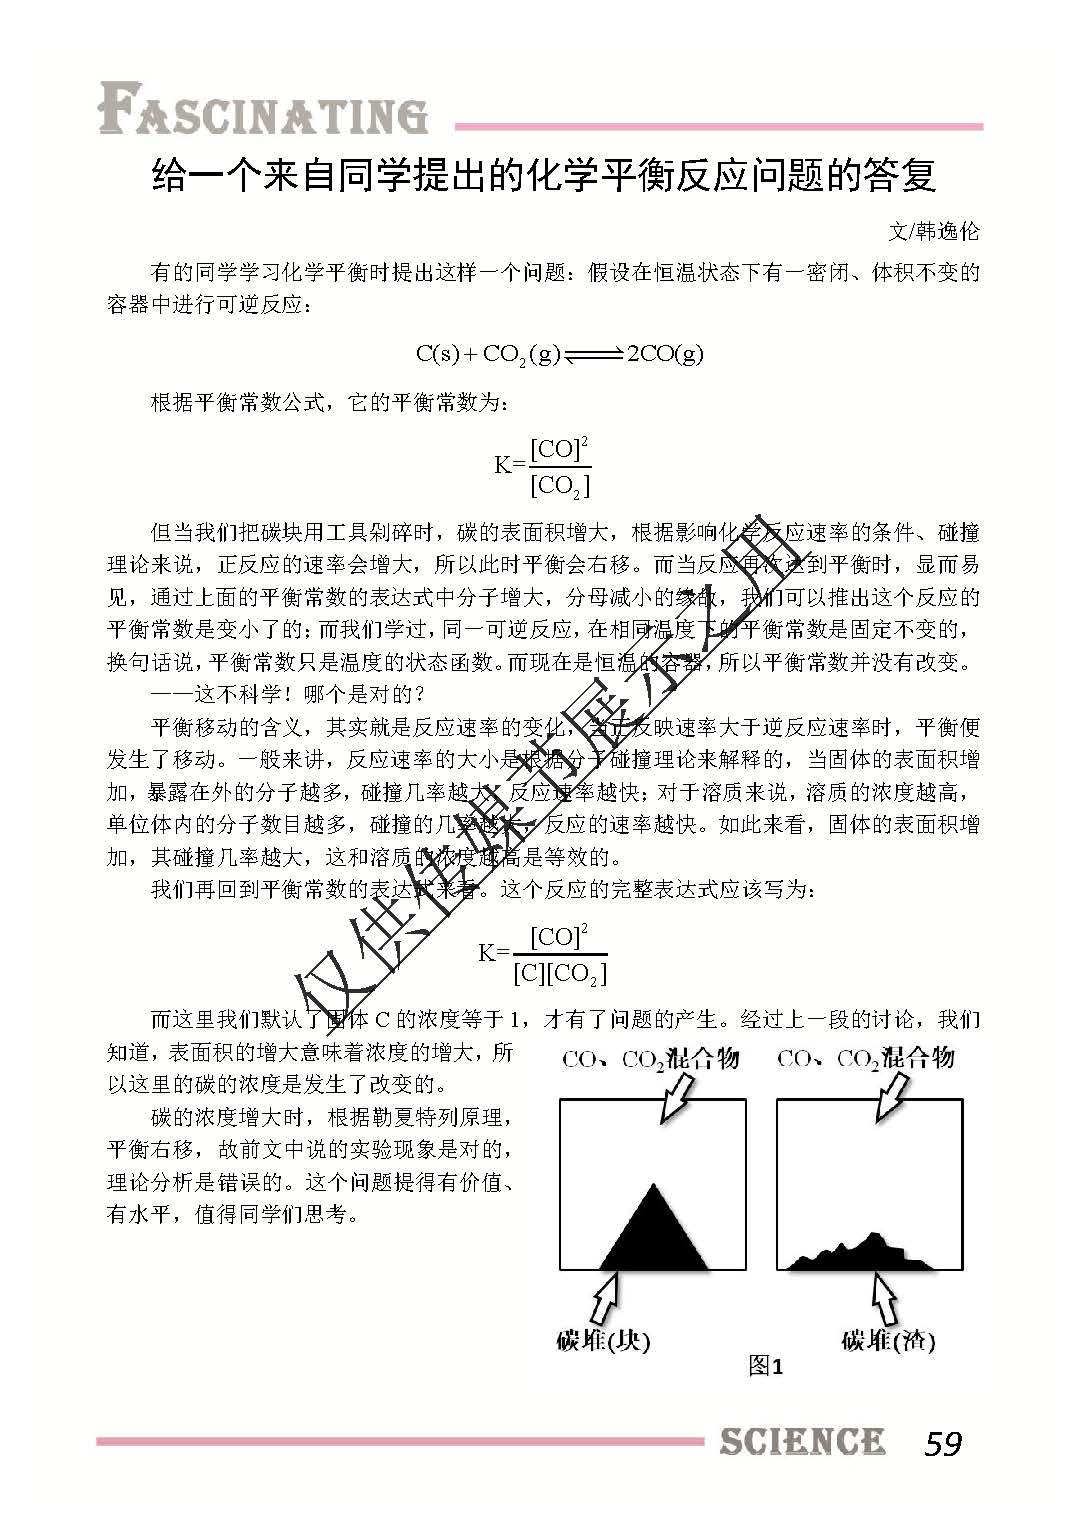 FASCINATING
给一个来自同学提出的化学平衡反应问题的答复
文/韩逸伦
有的同学学习化学平衡时提出这样一个问题：假设在恒温状态下有一密闭、体积不变的
容器中进行可逆反应：
C(s)+CO₂(g)⇌2CO(g)
根据平衡常数公式，它的平衡常数为：
K=[CO]²/[CO₂]
但当我们把碳块用工具剁碎时，碳的表面积增大，根据影响化学反应速率的条件、碰撞
理论来说，正反应的速率会增大，所以此时平衡会右移。而当反应再次达到平衡时，显而易
见，通过上面的平衡常数的表达式中分子增大，分母减小的缘故，我们可以推出这个反应的
平衡常数是变小了的；而我们学过，同一可逆反应，在相同温度下的平衡常数是固定不变的，
换句话说，平衡常数只是温度的状态函数。而现在是恒温的容器，所以平衡常数并没有改变。
——这不科学！哪个是对的？
平衡移动的含义，其实就是反应速率的变化，当正反映速率大于逆反应速率时，平衡便
发生了移动。一般来讲，反应速率的大小是根据分子碰撞理论来解释的，当固体的表面积增
加，暴露在外的分子越多，碰撞几率越大，反应速率越快；对于溶质来说，溶质的浓度越高，
单位体内的分子数目越多，碰撞的几率越大，反应的速率越快。如此来看，固体的表面积增
加，其碰撞几率越大，这和溶质的浓度越高是等效的。
我们再回到平衡常数的表达式来看。这个反应的完整表达式应该写为：
K=[CO]²/[C][CO₂]
而这里我们默认了固体 C 的浓度等于 1，才有了问题的产生。经过上一段的讨论，我们
知道，表面积的增大意味着浓度的增大，所
以这里的碳的浓度是发生了改变的。
碳的浓度增大时，根据勒夏特列原理，
平衡右移，故前文中说的实验现象是对的，
理论分析是错误的。这个问题提得有价值、
有水平，值得同学们思考。
CO、CO₂混合物
CO、CO₂混合物
碳堆(块)
碳堆(渣)
图1
仅供传媒节展示之用
SCIENCE 59